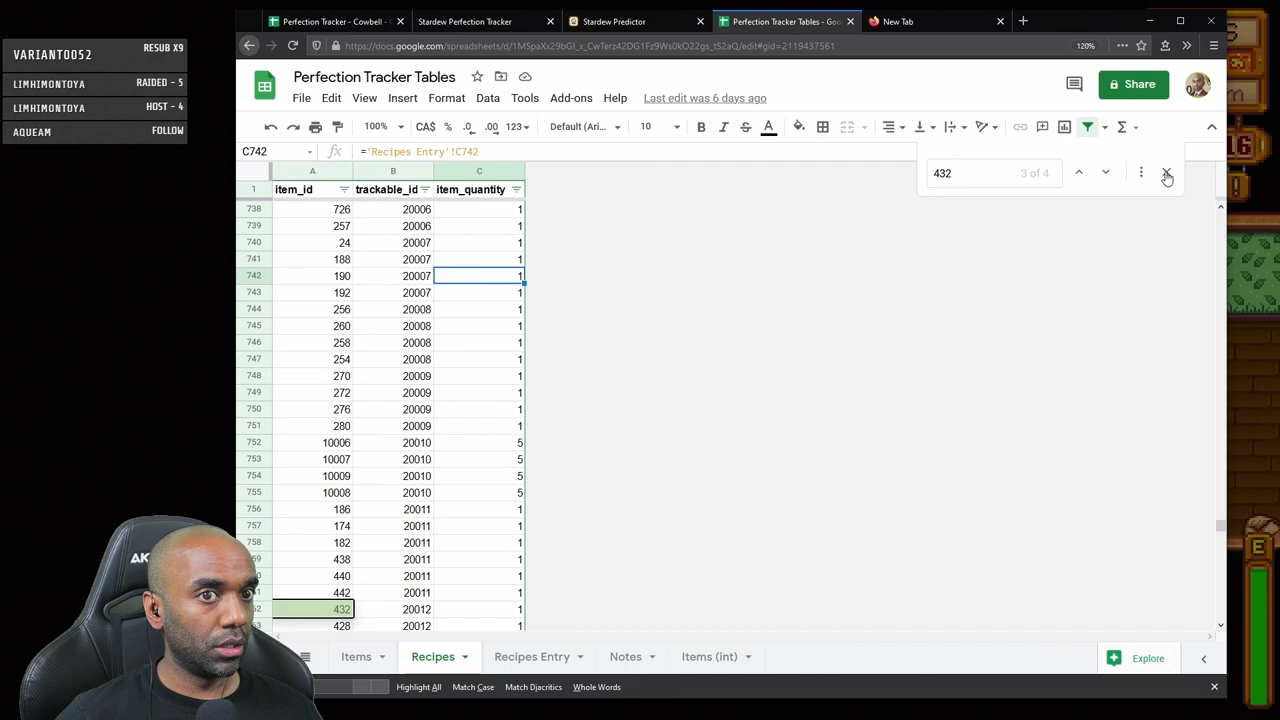 VARIANT0052 RESUB X9
LIMHIMONTOYA RAIDED - 5
LIMHIMONTOYA HOST - 4
AQUEAM FOLLOW
Perfection Tracker - Cowbell - Stardew Perfection Tracker Stardew Predictor Perfection Tracker Tables - Goo New Tab
https://docs.google.com/spreadsheets/d/1MSpaXx29bGI_x_CwTerz42DG1Fz9Ws0kO22gs_tS2aQ/edit#gid=2119437561 120%
Perfection Tracker Tables
Share
File Edit View Insert Format Data Tools Add-ons Help Last edit was 6 days ago
100% CA$ % .0 .00 123 Default (Ari... 10 B I S A
C742 fx ='Recipes Entry'!C742
432 3 of 4
A B C
1 item_id trackable_id item_quantity
738 726 20006 1
739 257 20006 1
740 24 20007 1
741 188 20007 1
742 190 20007 1
743 192 20007 1
744 256 20008 1
745 260 20008 1
746 258 20008 1
747 254 20008 1
748 270 20009 1
749 272 20009 1
750 276 20009 1
751 280 20009 1
752 10006 20010 5
753 10007 20010 5
754 10009 20010 5
755 10008 20010 5
756 186 20011 1
757 174 20011 1
758 182 20011 1
59 438 20011 1
0 440 20011 1
1 442 20011 1
62 432 20012 1
3 428 20012 1
AK
E
Items Recipes Recipes Entry Notes Items (int) Explore
Highlight All Match Case Match Diacritics Whole Words